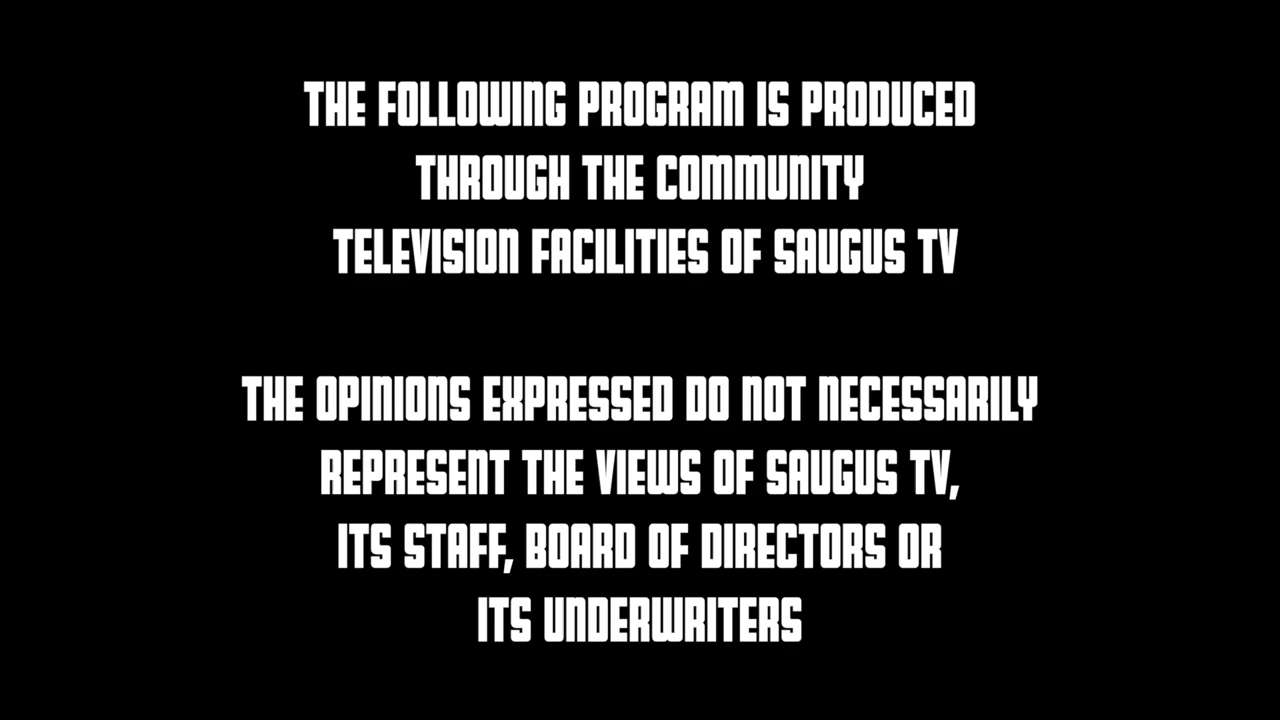 THE FOLLOWING PROGRAM IS PRODUCED
THROUGH THE COMMUNITY
TELEVISION FACILITIES OF SAUGUS TV
THE OPINIONS EXPRESSED DO NOT NECESSARILY
REPRESENT THE VIEWS OF SAUGUS TV,
ITS STAFF, BOARD OF DIRECTORS OR
ITS UNDERWRITERS